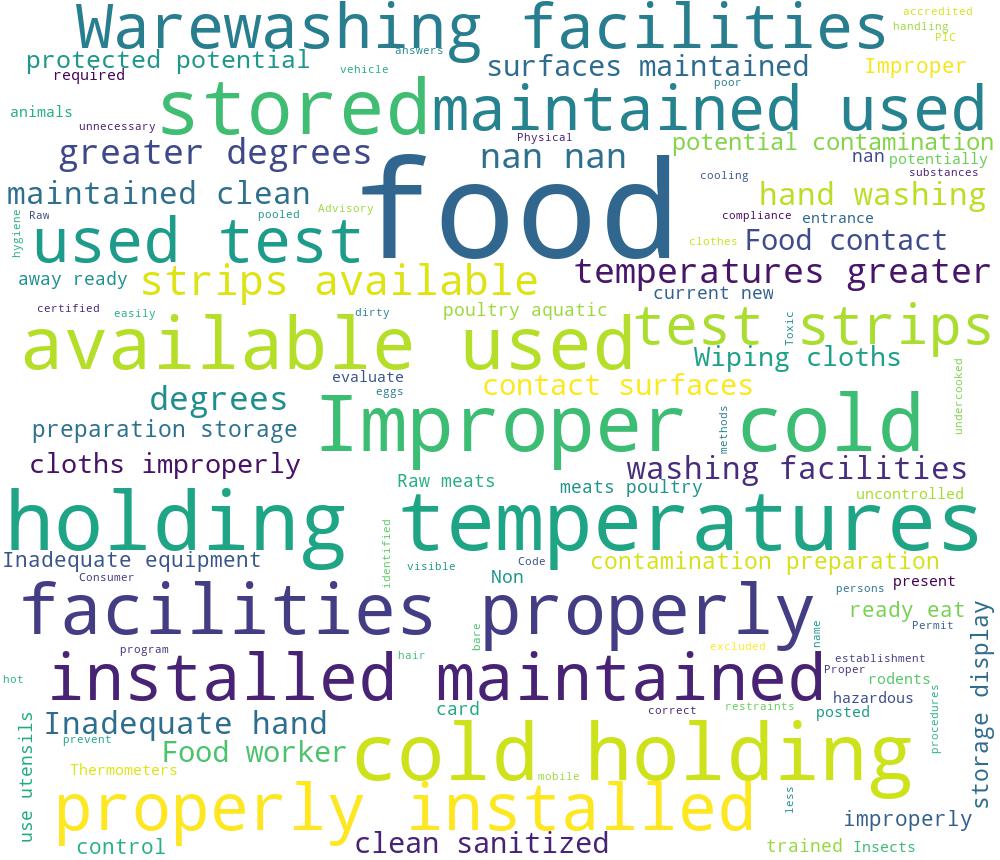 Warewashing facilities
accredited
handling
PIC
answers
protected potential
required
vehicle
surfaces maintained
Improper
poor
stored
maintained used
animals
unnecessary
Physical
potential contamination
greater degrees
nan nan
nan
potentially
substances
cooling
food
maintained clean
hand washing
hygiene
Raw
pooled
Advisory
compliance
entrance
used test
clothes
Food contact
away ready
strips available
temperatures greater
current new
certified
easily
dirty
poultry aquatic
Toxic
test strips
available used
Wiping cloths
undercooked
evaluate
eggs
contact surfaces
degrees
Improper cold
methods
preparation storage
cloths improperly
washing facilities
Raw meats
meats poultry
uncontrolled
holding temperatures
identified
Inadequate equipment
visible
Code
contamination preparation
Consumer
Non
persons
present
facilities properly
ready eat
Permit
storage display
bare
name
program
hair
excluded
establishment
Proper
rodents
hot
installed maintained
hazardous
card
correct
restraints
posted
procedures
use utensils
Inadequate hand
prevent
Food worker
cold holding
Thermometers
mobile
less
properly installed
improperly
control
clean sanitized
trained
Insects